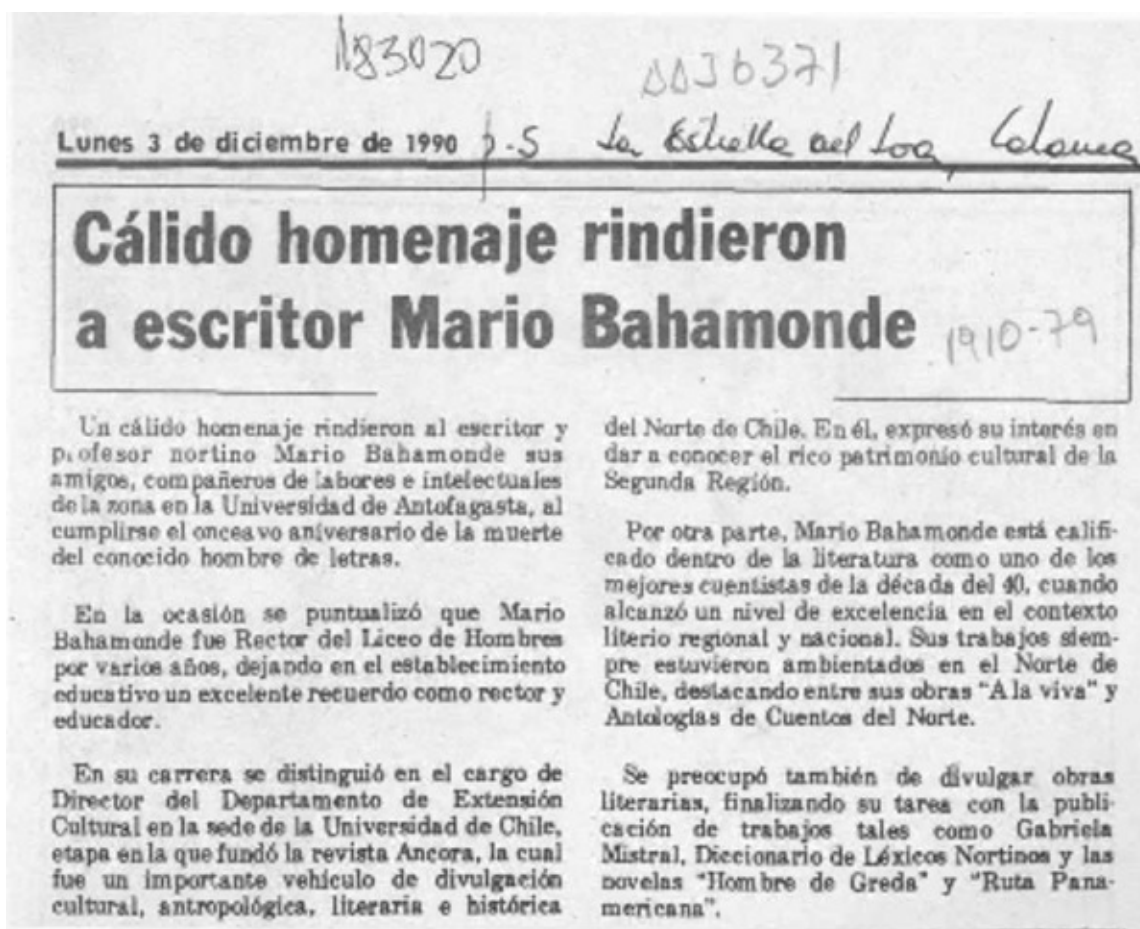 183020
0036371
Lunes 3 de diciembre de 1990 p-5 La Estrella del Loa, Calama
Cálido homenaje rindieron
a escritor Mario Bahamonde
1910-79
Un cálido homenaje rindieron al escritor y
profesor nortino Mario Bahamonde sus
amigos, compañeros de labores e intelectuales
de la zona en la Universidad de Antofagasta, al
cumplirse el onceavo aniversario de la muerte
del conocido hombre de letras.
En la ocasión se puntualizó que Mario
Bahamonde fue Rector del Liceo de Hombres
por varios años, dejando en el establecimiento
educativo un excelente recuerdo como rector y
educador.
En su carrera se distinguió en el cargo de
Director del Departamento de Extensión
Cultural en la sede de la Universidad de Chile,
etapa en la que fundó la revista Ancora, la cual
fue un importante vehículo de divulgación
cultural, antropológica, literaria e histórica
del Norte de Chile. En él, expresó su interés en
dar a conocer el rico patrimonio cultural de la
Segunda Región.
Por otra parte, Mario Bahamonde está califi-
cado dentro de la literatura como uno de los
mejores cuentistas de la década del 40, cuando
alcanzó un nivel de excelencia en el contexto
literio regional y nacional. Sus trabajos siem-
pre estuvieron ambientados en el Norte de
Chile, destacando entre sus obras "A la viva" y
Antologías de Cuentos del Norte.
Se preocupó también de divulgar obras
literarias, finalizando su tarea con la publi-
cación de trabajos tales como Gabriela
Mistral, Diccionario de Léxicos Nortinos y las
novelas "Hombre de Greda" y "Ruta Pana-
mericana".